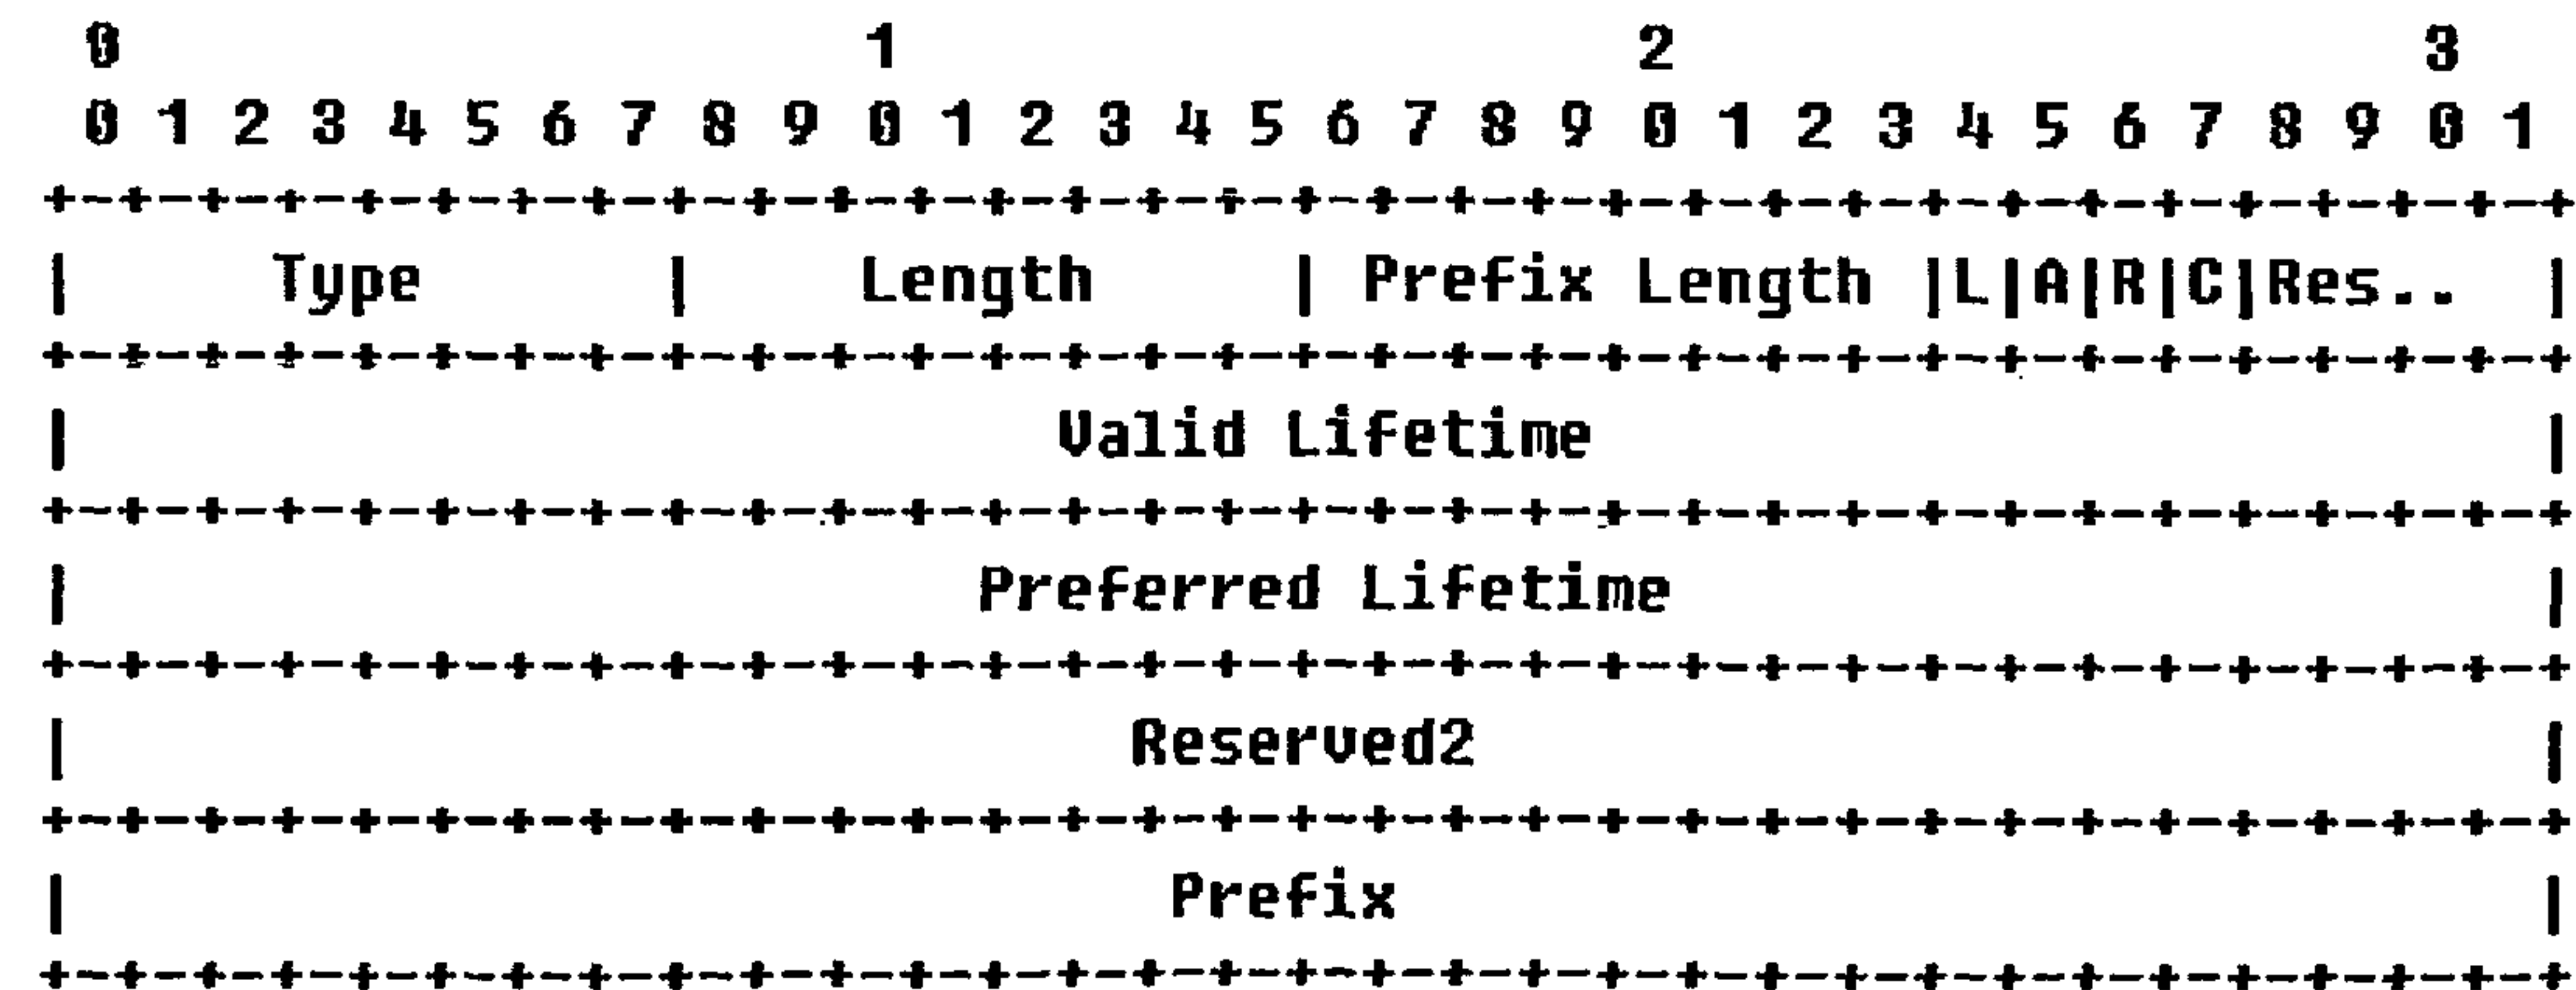 0                   1                   2                   3
 0 1 2 3 4 5 6 7 8 9 0 1 2 3 4 5 6 7 8 9 0 1 2 3 4 5 6 7 8 9 0 1
+-+-+-+-+-+-+-+-+-+-+-+-+-+-+-+-+-+-+-+-+-+-+-+-+-+-+-+-+-+-+-+-+
|     Type      |    Length     | Prefix Length |L|A|R|C|Res..  |
+-+-+-+-+-+-+-+-+-+-+-+-+-+-+-+-+-+-+-+-+-+-+-+-+-+-+-+-+-+-+-+-+
|                         Valid Lifetime                        |
+-+-+-+-+-+-+-+-+-+-+-+-+-+-+-+-+-+-+-+-+-+-+-+-+-+-+-+-+-+-+-+-+
|                       Preferred Lifetime                      |
+-+-+-+-+-+-+-+-+-+-+-+-+-+-+-+-+-+-+-+-+-+-+-+-+-+-+-+-+-+-+-+-+
|                           Reserved2                           |
+-+-+-+-+-+-+-+-+-+-+-+-+-+-+-+-+-+-+-+-+-+-+-+-+-+-+-+-+-+-+-+-+
|                            Prefix                             |
+-+-+-+-+-+-+-+-+-+-+-+-+-+-+-+-+-+-+-+-+-+-+-+-+-+-+-+-+-+-+-+-+